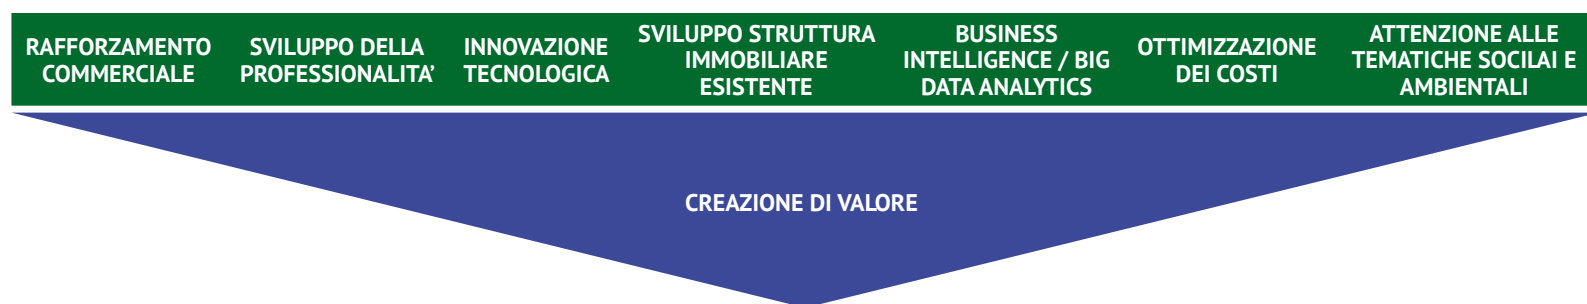 RAFFORZAMENTO
COMMERCIALE
SVILUPPO DELLA
PROFESSIONALITA’
INNOVAZIONE
TECNOLOGICA
SVILUPPO STRUTTURA
IMMOBILIARE
ESISTENTE
BUSINESS
INTELLIGENCE / BIG
DATA ANALYTICS
OTTIMIZZAZIONE
DEI COSTI
ATTENZIONE ALLE
TEMATICHE SOCILAI E
AMBIENTALI
CREAZIONE DI VALORE